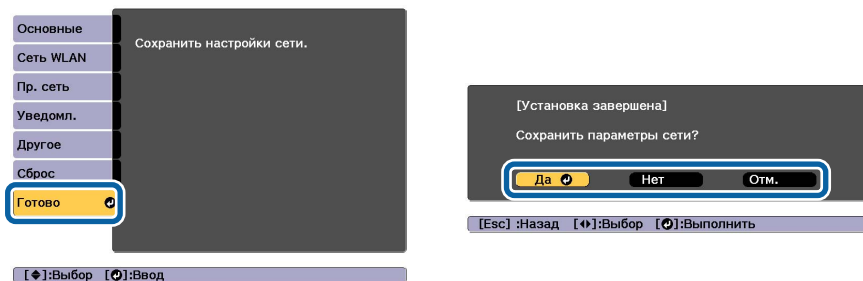 Основные
Сеть WLAN
Пр. сеть
Уведомл.
Другое
Сброс
Готово
Сохранить настройки сети.
[]:Выбор []:Ввод
[Установка завершена]
Сохранить параметры сети?
Да Нет Отм.
[Esc] :Назад []:Выбор []:Выполнить